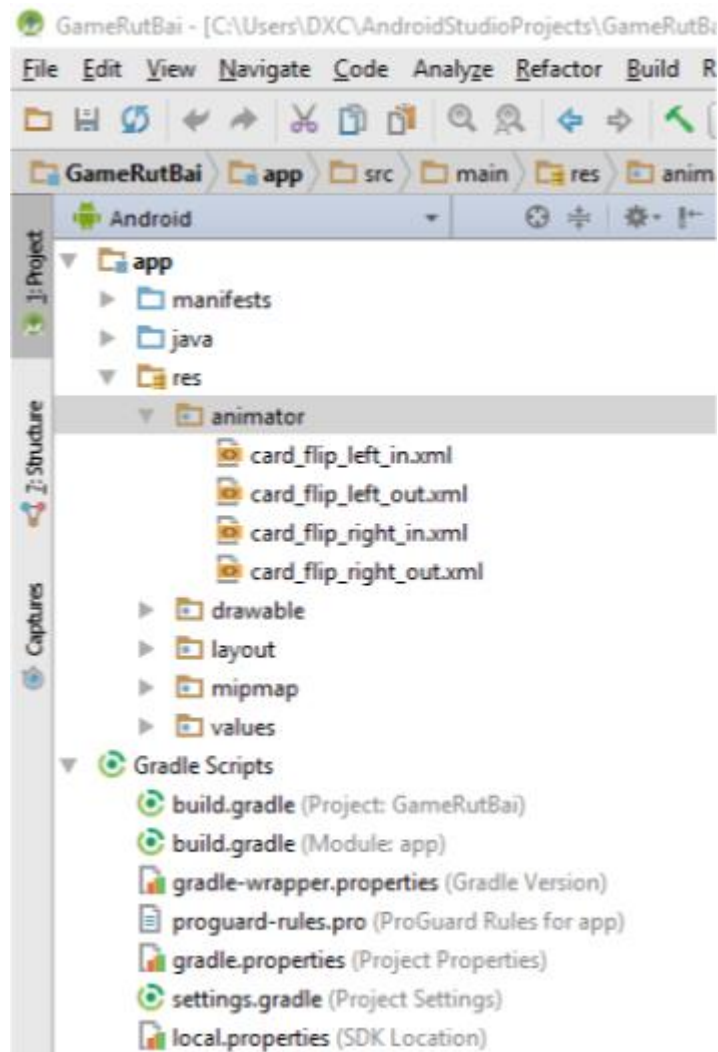 GameRutBai - [C:\Users\DXC\AndroidStudioProjects\GameRutBa
File Edit View Navigate Code Analyze Refactor Build R
GameRutBai app src main res anim
Android
1: Project
app
manifests
java
res
animator
card_flip_left_in.xml
7: Structure
card_flip_left_out.xml
card_flip_right_in.xml
card_flip_right_out.xml
Captures
drawable
layout
mipmap
values
Gradle Scripts
build.gradle (Project: GameRutBai)
build.gradle (Module: app)
gradle-wrapper.properties (Gradle Version)
proguard-rules.pro (ProGuard Rules for app)
gradle.properties (Project Properties)
settings.gradle (Project Settings)
local.properties (SDK Location)